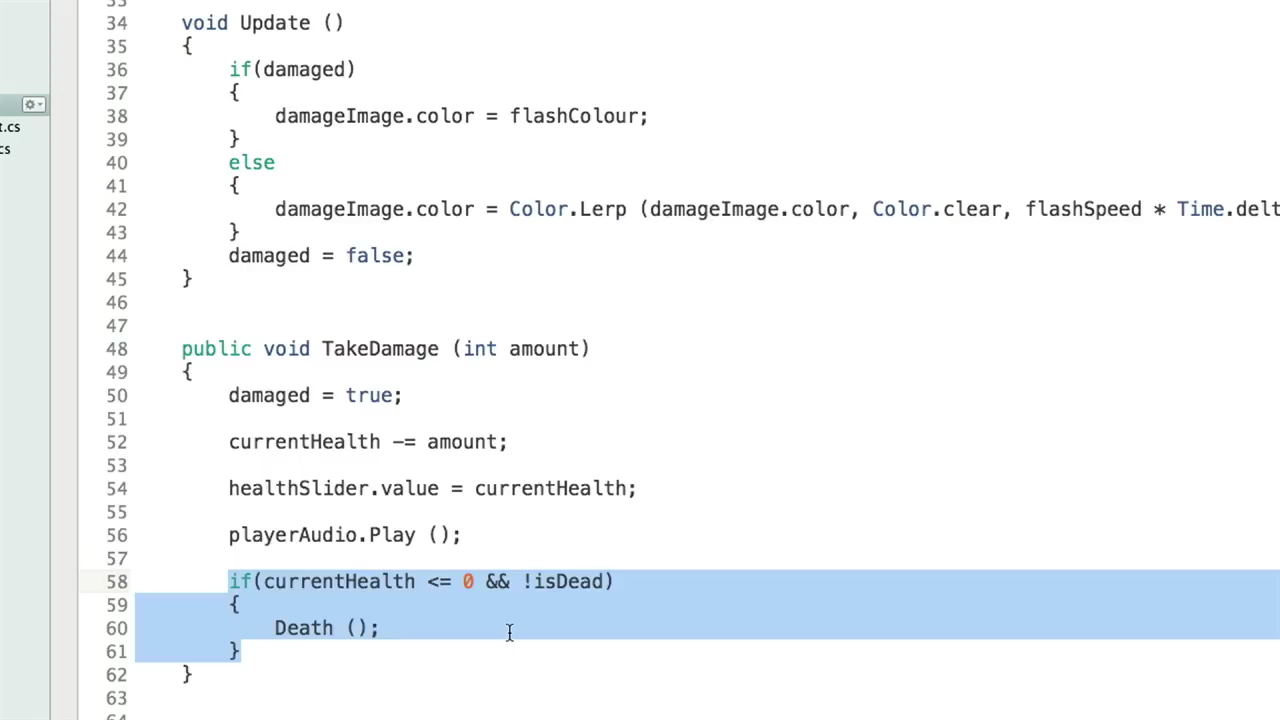 33
34 void Update ()
35 {
t.cs
36 if(damaged)
cs
37 {
38 damageImage.color = flashColour;
39 }
40 else
41 {
42 damageImage.color = Color.Lerp (damageImage.color, Color.clear, flashSpeed * Time.delt
43 }
44 damaged = false;
45 }
46
47
48 public void TakeDamage (int amount)
49 {
50 damaged = true;
51
52 currentHealth -= amount;
53
54 healthSlider.value = currentHealth;
55
56 playerAudio.Play ();
57
58 if(currentHealth <= 0 && !isDead)
59 {
60 Death ();
61 }
62 }
63